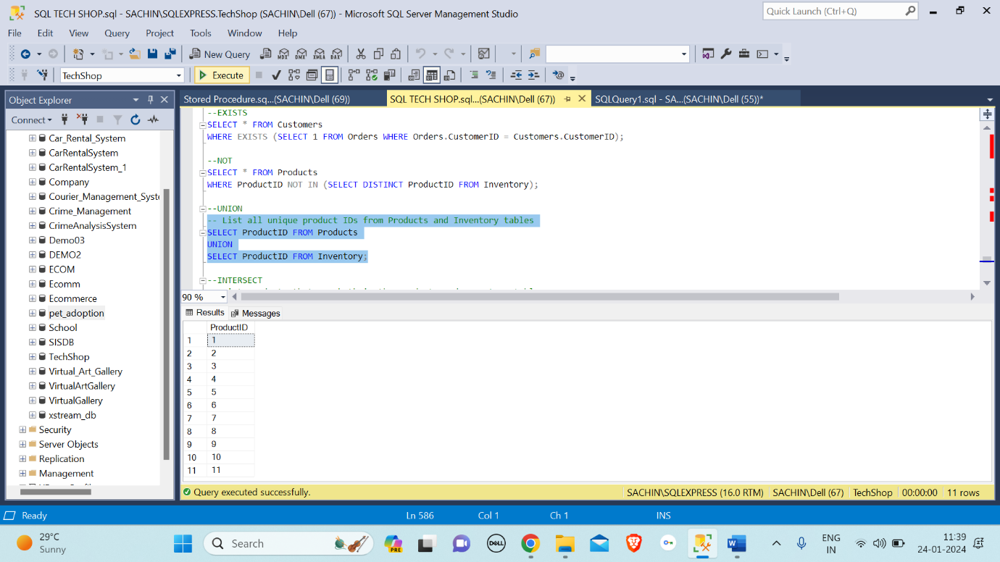 SQL TECH SHOP.sql - SACHIN\SQLEXPRESS.TechShop (SACHIN\Dell (67)) - Microsoft SQL Server Management Studio
Quick Launch (Ctrl+Q)
File Edit View Query Project Tools Window Help
New Query
MDX DMX XMLA DAX
TechShop
Execute
Object Explorer
Connect
Car_Rental_System
CarRentalSystem
CarRentalSystem_1
Company
Courier_Management_Syste
Crime_Management
CrimeAnalysisSystem
Demo03
DEMO2
ECOM
Ecomm
Ecommerce
pet_adoption
School
SISDB
TechShop
Virtual_Art_Gallery
VirtualArtGallery
VirtualGallery
xstream_db
Security
Server Objects
Replication
Management
Stored Procedure.sq...(SACHIN\Dell (69))
SQL TECH SHOP.sql...(SACHIN\Dell (67))
SQLQuery1.sql - SA...(SACHIN\Dell (55))*
--EXISTS
SELECT * FROM Customers
WHERE EXISTS (SELECT 1 FROM Orders WHERE Orders.CustomerID = Customers.CustomerID);
--NOT
SELECT * FROM Products
WHERE ProductID NOT IN (SELECT DISTINCT ProductID FROM Inventory);
--UNION
-- List all unique product IDs from Products and Inventory tables
SELECT ProductID FROM Products
UNION
SELECT ProductID FROM Inventory;
--INTERSECT
90 %
Results Messages
ProductID
1 1
2 2
3 3
4 4
5 5
6 6
7 7
8 8
9 9
10 10
11 11
Query executed successfully.
SACHIN\SQLEXPRESS (16.0 RTM) SACHIN\Dell (67) TechShop 00:00:00 11 rows
Ready Ln 586 Col 1 Ch 1 INS
29°C
Sunny
Search
PRE
DELL
ENG
IN
11:39
24-01-2024